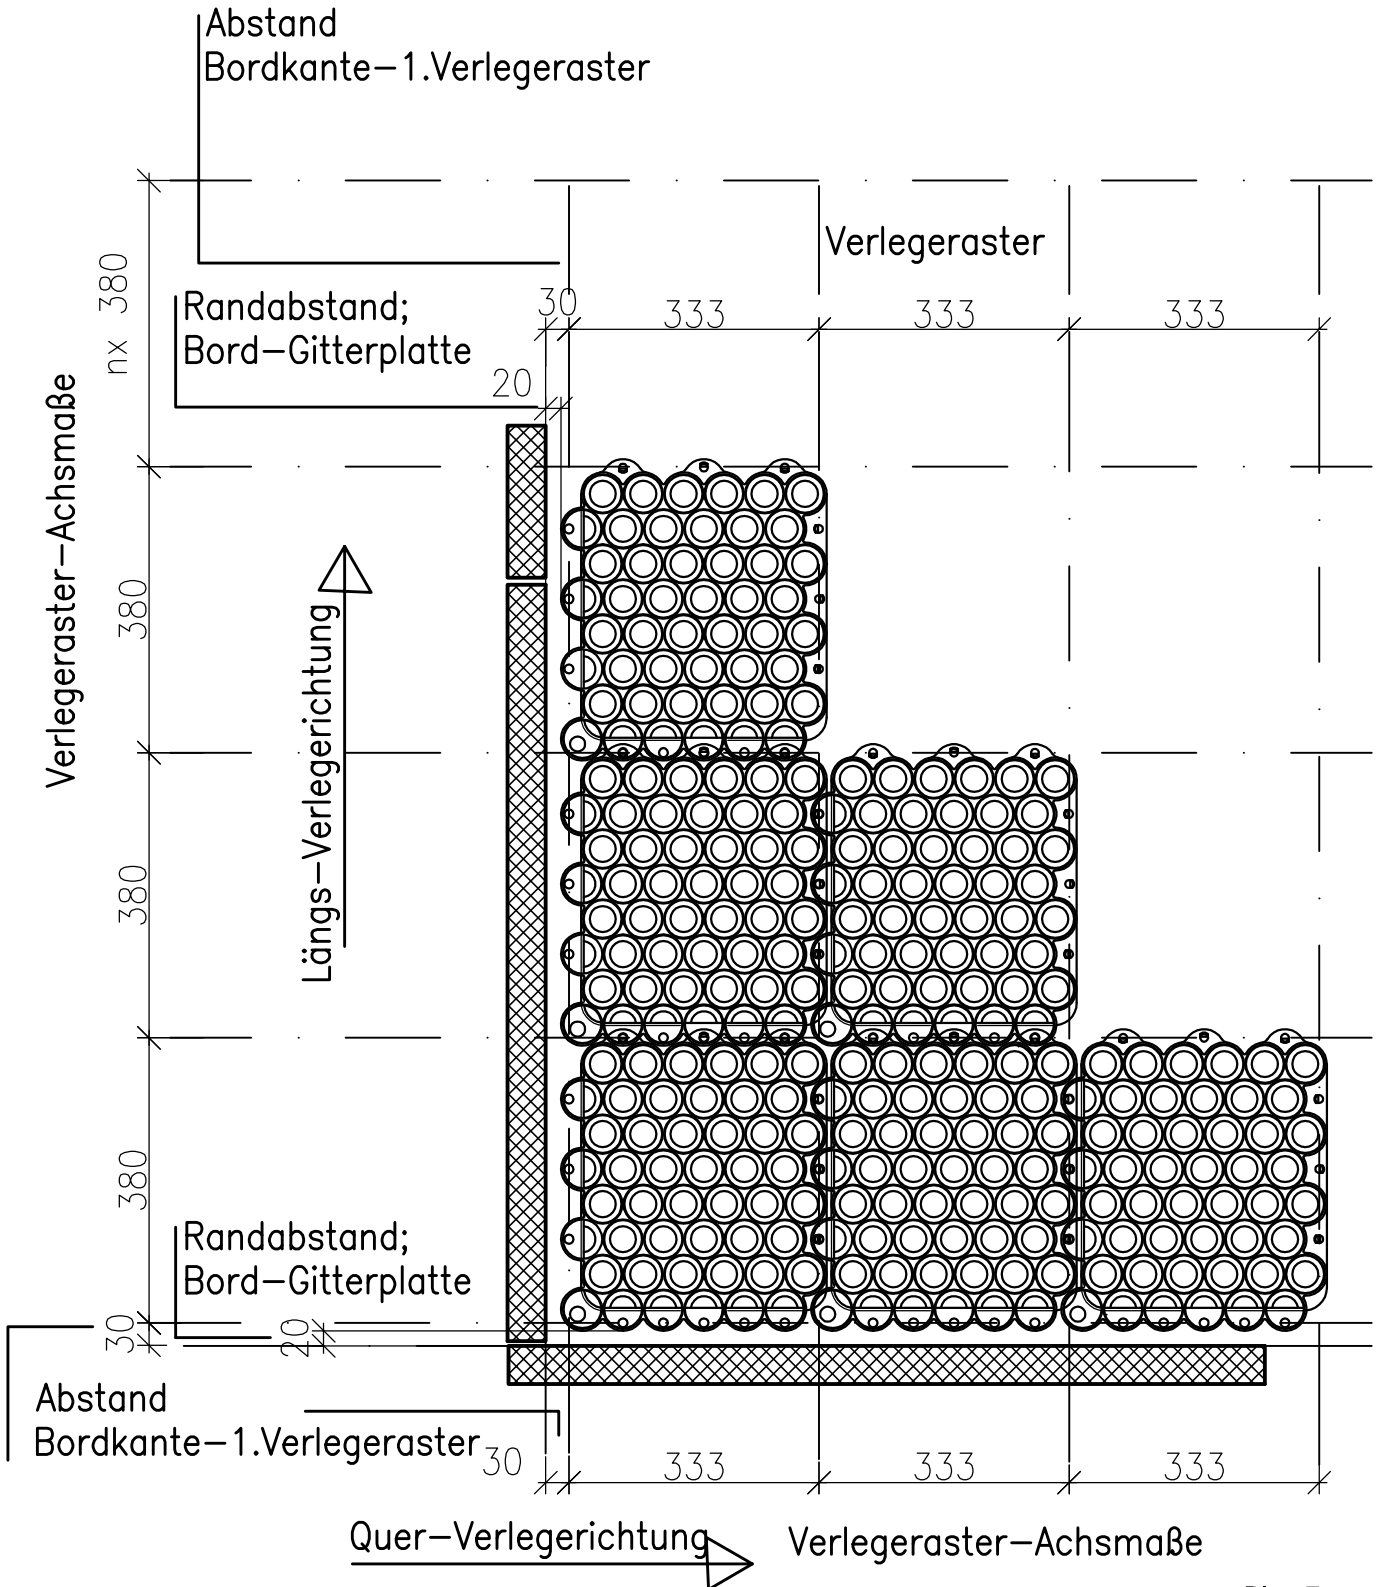 Abstand
Bordkante-1.Verlegeraster
Verlegeraster
nx 380
Randabstand;
Bord-Gitterplatte
30
333
333
333
20
Verlegeraster-Achsmaße
380
Längs-Verlegerichtung
380
380
Randabstand;
Bord-Gitterplatte
30
20
Abstand
Bordkante-1.Verlegeraster
30
333
333
333
Quer-Verlegerichtung
Verlegeraster-Achsmaße